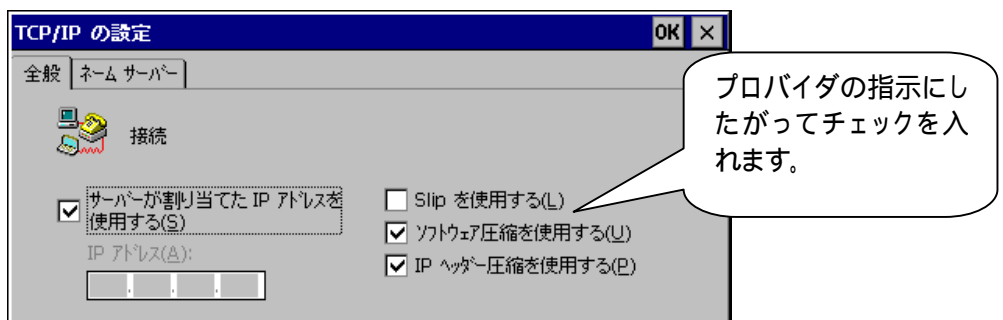 TCP/IP の設定
OK ×
全般 ネーム サーバー
接続
サーバーが割り当てた IP アドレスを
使用する(S)
IP アドレス(A):
. . .
Slip を使用する(L)
ソフトウェア圧縮を使用する(U)
IP ヘッダー圧縮を使用する(P)
プロバイダの指示にし
たがってチェックを入
れます。